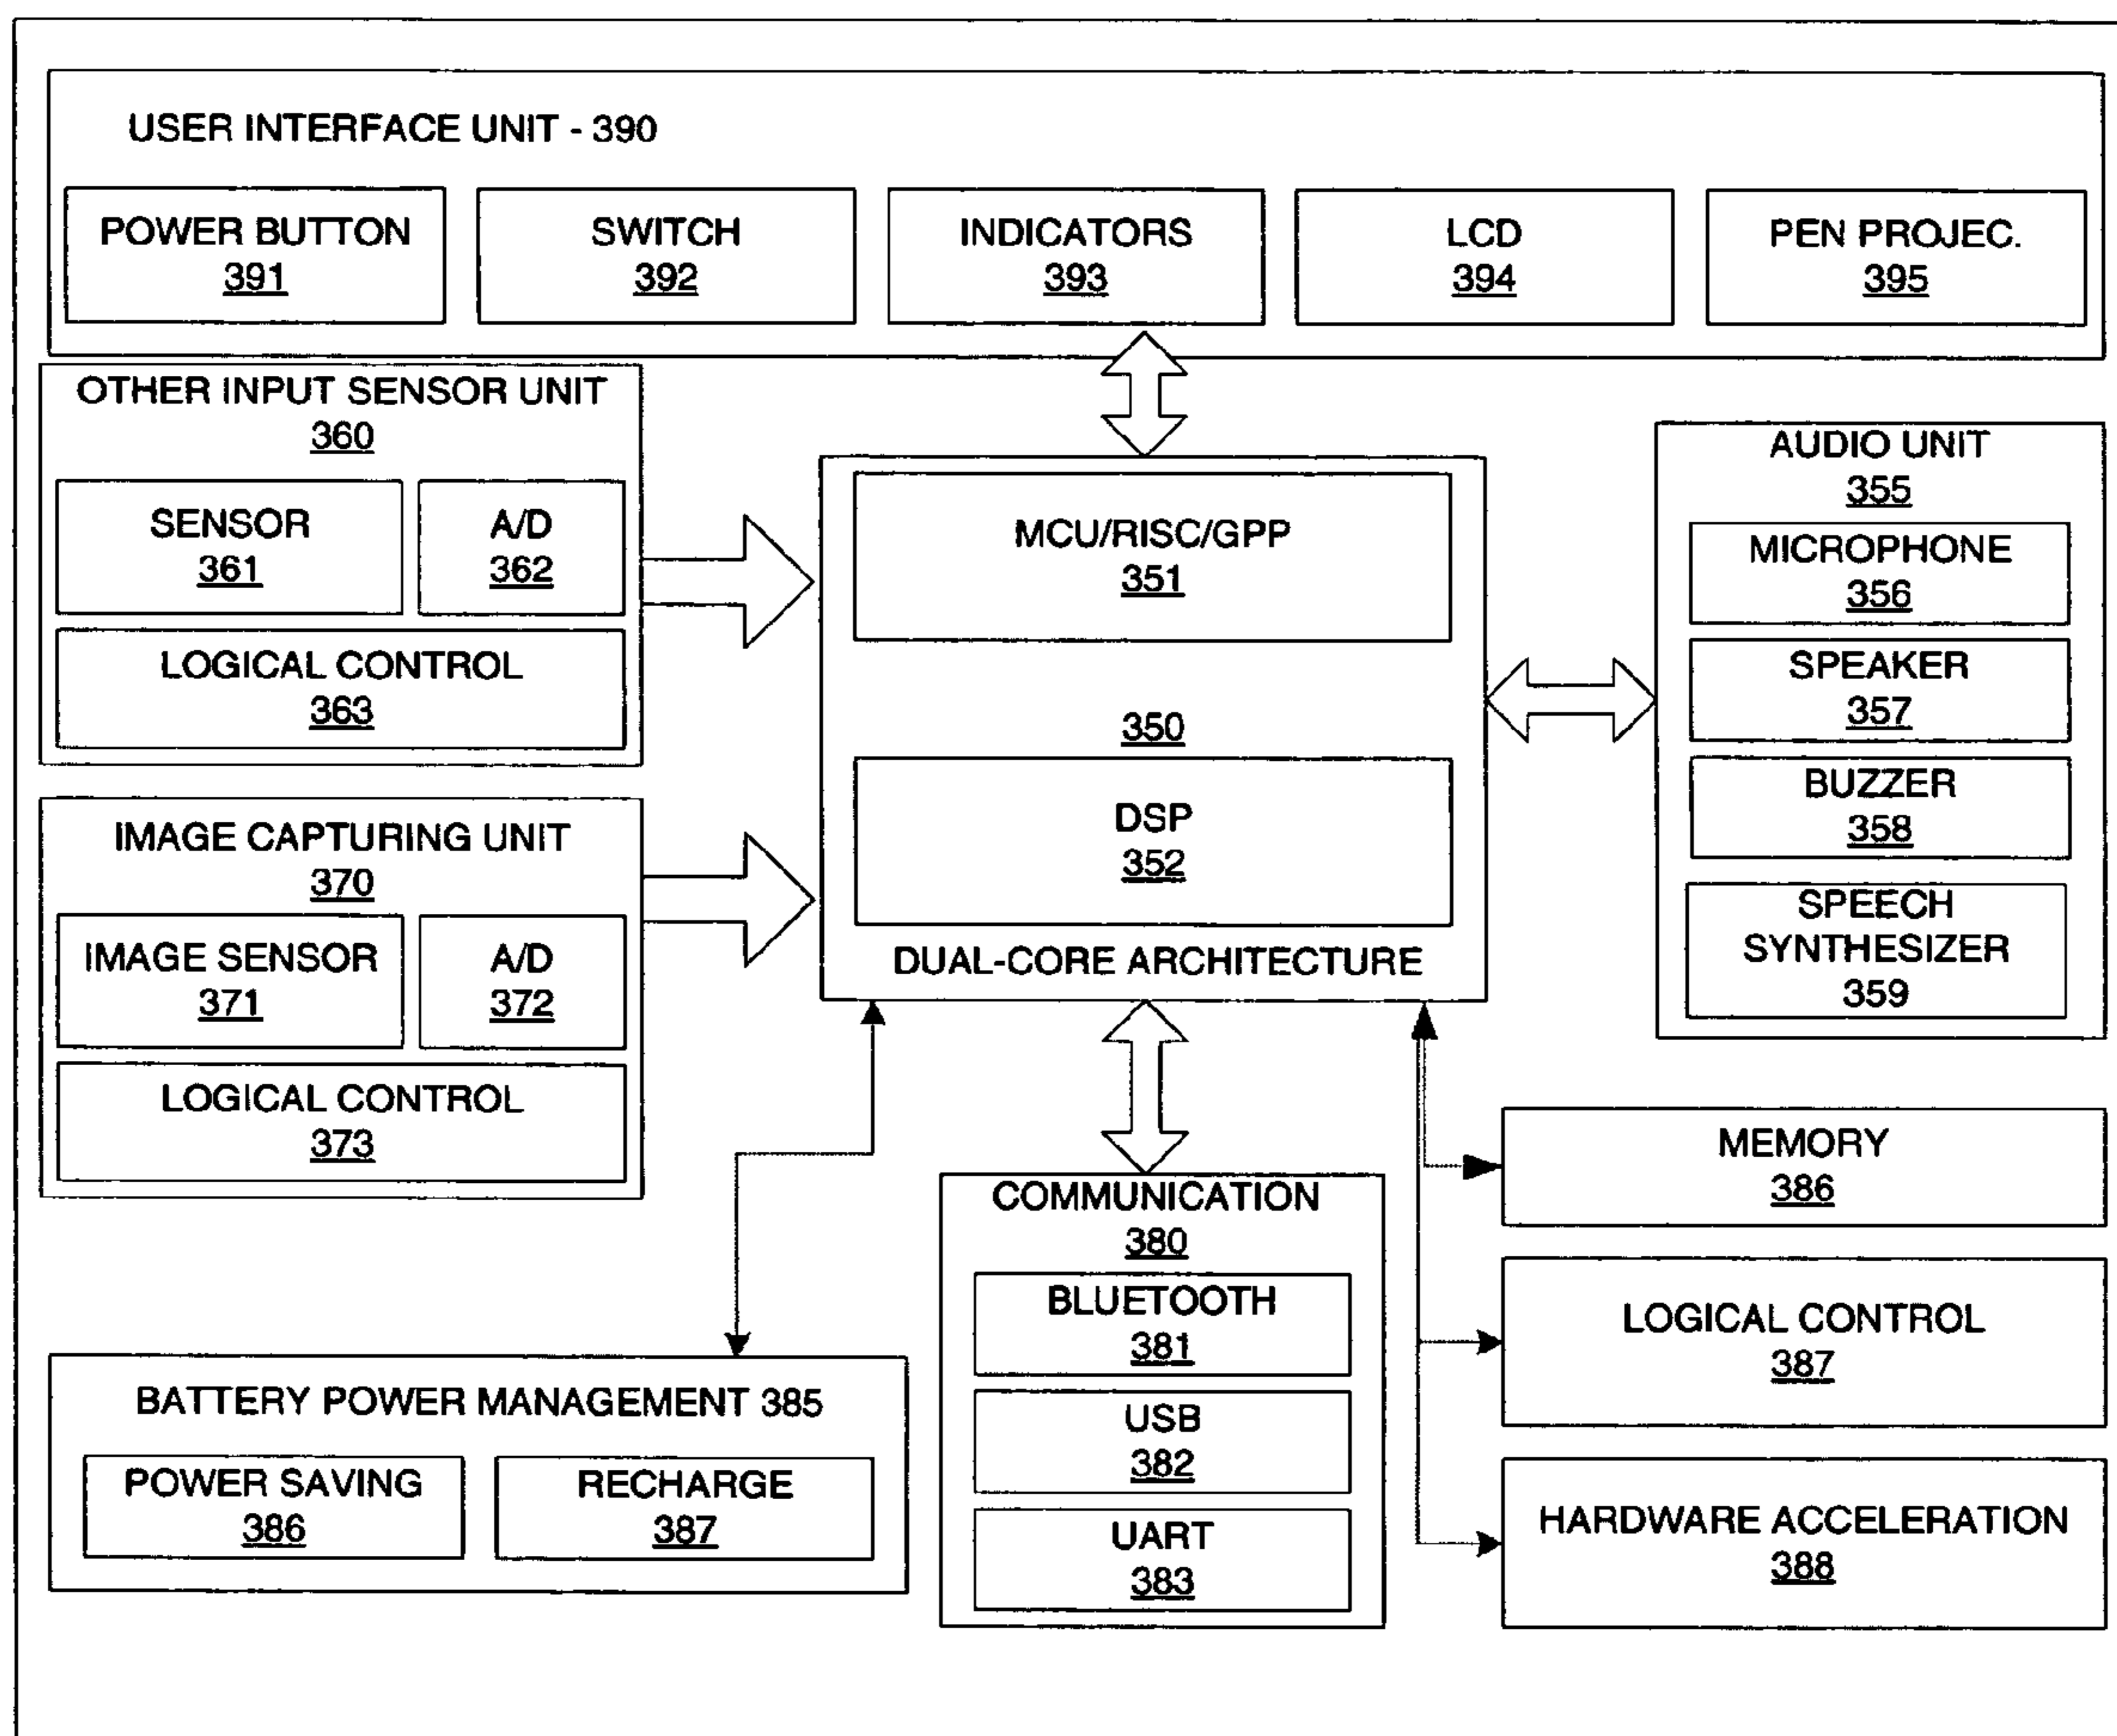 USER INTERFACE UNIT - 390
POWER BUTTON
391
SWITCH
392
INDICATORS
393
LCD
394
PEN PROJEC.
395
OTHER INPUT SENSOR UNIT
360
SENSOR
361
A/D
362
LOGICAL CONTROL
363
IMAGE CAPTURING UNIT
370
IMAGE SENSOR
371
A/D
372
LOGICAL CONTROL
373
MCU/RISC/GPP
351
350
DSP
352
DUAL-CORE ARCHITECTURE
AUDIO UNIT
355
MICROPHONE
356
SPEAKER
357
BUZZER
358
SPEECH
SYNTHESIZER
359
BATTERY POWER MANAGEMENT 385
POWER SAVING
386
RECHARGE
387
COMMUNICATION
380
BLUETOOTH
381
USB
382
UART
383
MEMORY
386
LOGICAL CONTROL
387
HARDWARE ACCELERATION
388